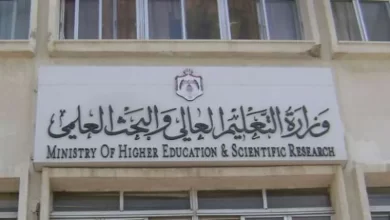 وزارة التعليم العالي والبحث العلمي
MINISTRY OF HIGHER EDUCATION & SCIENTIFIC RESEARCH